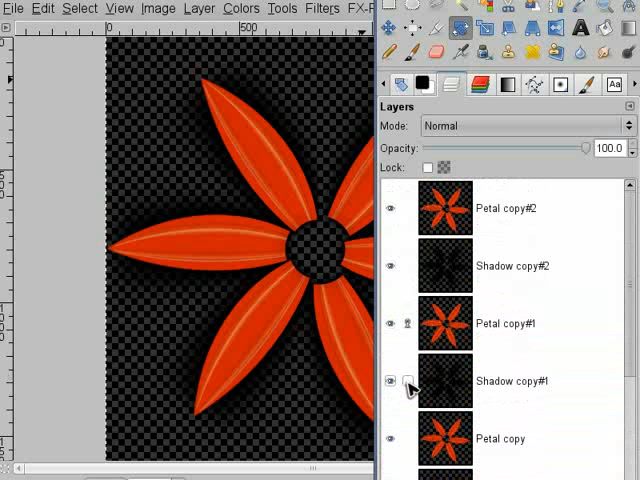 File Edit Select View Image Layer Colors Tools Filters FX-F
0 500
Aa
Layers
Mode: Normal
Opacity: 100.0
Lock:
Petal copy#2
Shadow copy#2
Petal copy#1
Shadow copy#1
Petal copy